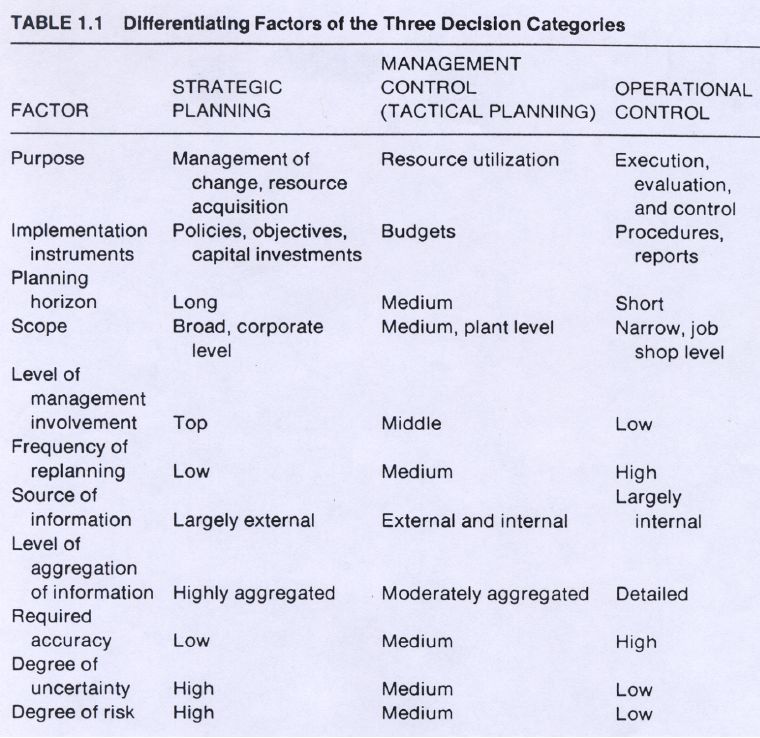 TABLE 1.1 Differentiating Factors of the Three Decision Categories
MANAGEMENT
STRATEGIC CONTROL OPERATIONAL
FACTOR PLANNING (TACTICAL PLANNING) CONTROL
Purpose Management of Resource utilization Execution,
change, resource evaluation,
acquisition and control
Implementation Policies, objectives, Budgets Procedures,
instruments capital investments reports
Planning
horizon Long Medium Short
Scope Broad, corporate Medium, plant level Narrow, job
level shop level
Level of
management
involvement Top Middle Low
Frequency of
replanning Low Medium High
Source of Largely
information Largely external External and internal internal
Level of
aggregation
of information Highly aggregated Moderately aggregated Detailed
Required
accuracy Low Medium High
Degree of
uncertainty High Medium Low
Degree of risk High Medium Low